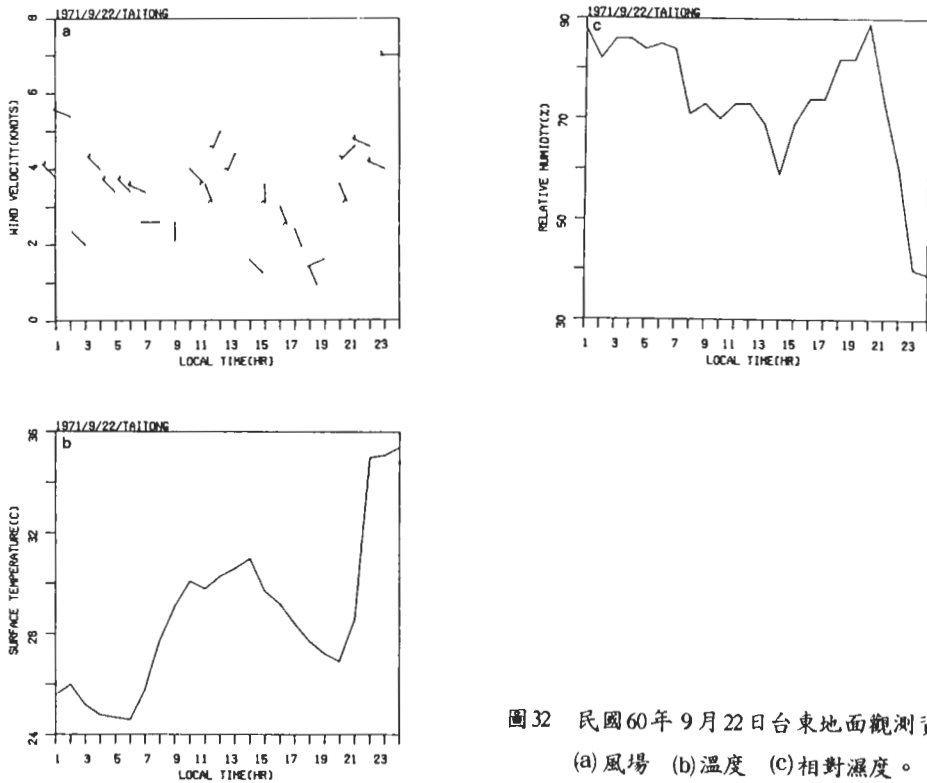 1971/9/22/TAITONG
a
WIND VELOCITT(KNOTS)
0 2 4 6 8
1 3 5 7 9 11 13 15 17 19 21 23
LOCAL TIME(HR)
1971/9/22/TAITONG
c
RELATIVE HUMIDTY(%)
30 50 70 90
1 3 5 7 9 11 13 15 17 19 21 23
LOCAL TIME(HR)
1971/9/22/TAITONG
b
SURFACE TEMPERATURE(C)
24 28 32 36
1 3 5 7 9 11 13 15 17 19 21 23
LOCAL TIME(HR)
圖32 民國60年9月22日台東地面觀測
(a)風場 (b)溫度 (c)相對濕度。